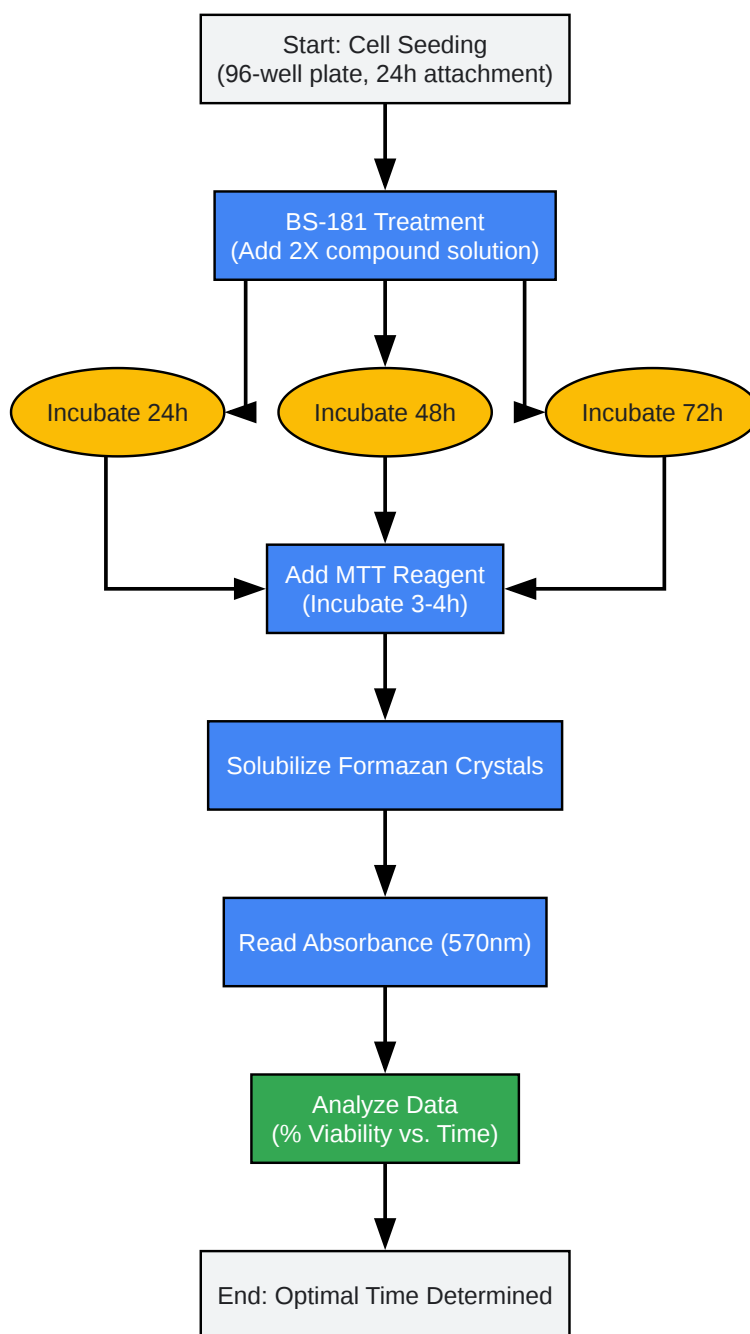 Start: Cell Seeding
(96-well plate, 24h attachment)
BS-181 Treatment
(Add 2X compound solution)
Incubate 24h
Incubate 48h
Incubate 72h
Add MTT Reagent
(Incubate 3-4h)
Solubilize Formazan Crystals
Read Absorbance (570nm)
Analyze Data
(% Viability vs. Time)
End: Optimal Time Determined